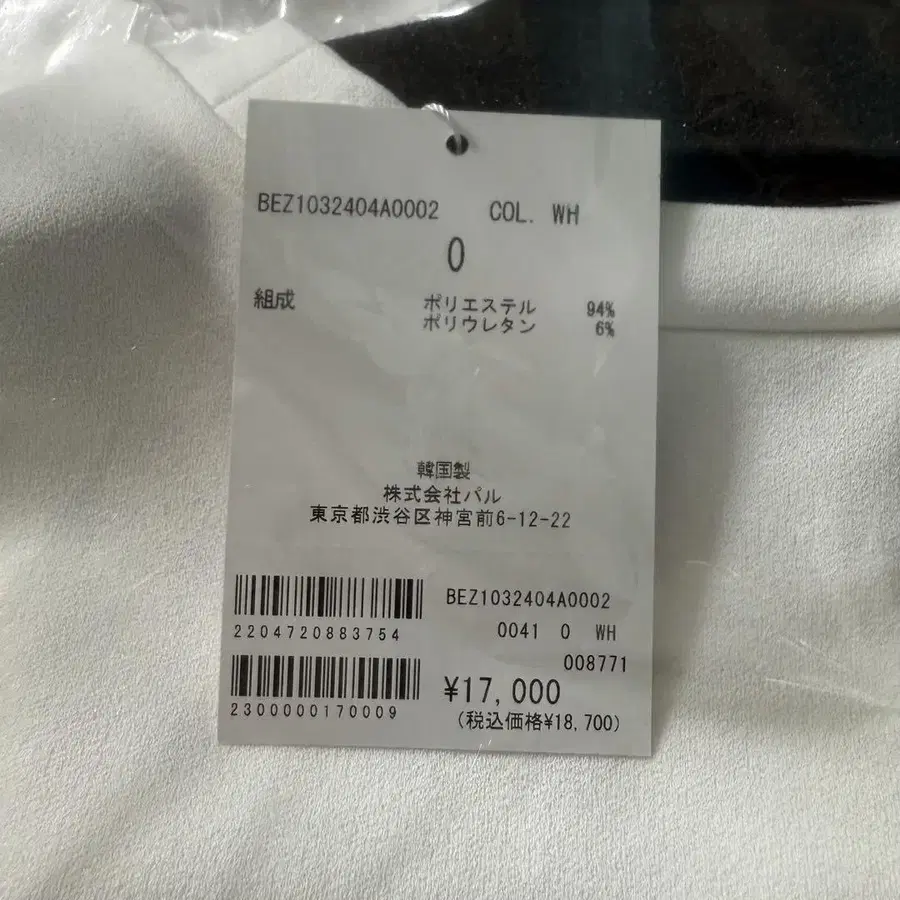 BEZ1032404A0002 COL. WH
0
組成 ポリエステル 94%
ポリウレタン 6%
韓国製
株式会社パル
東京都渋谷区神宮前6-12-22
BEZ1032404A0002
2204720883754 0041 0 WH
008771
¥17,000
2300000170009 (税込価格¥18,700)